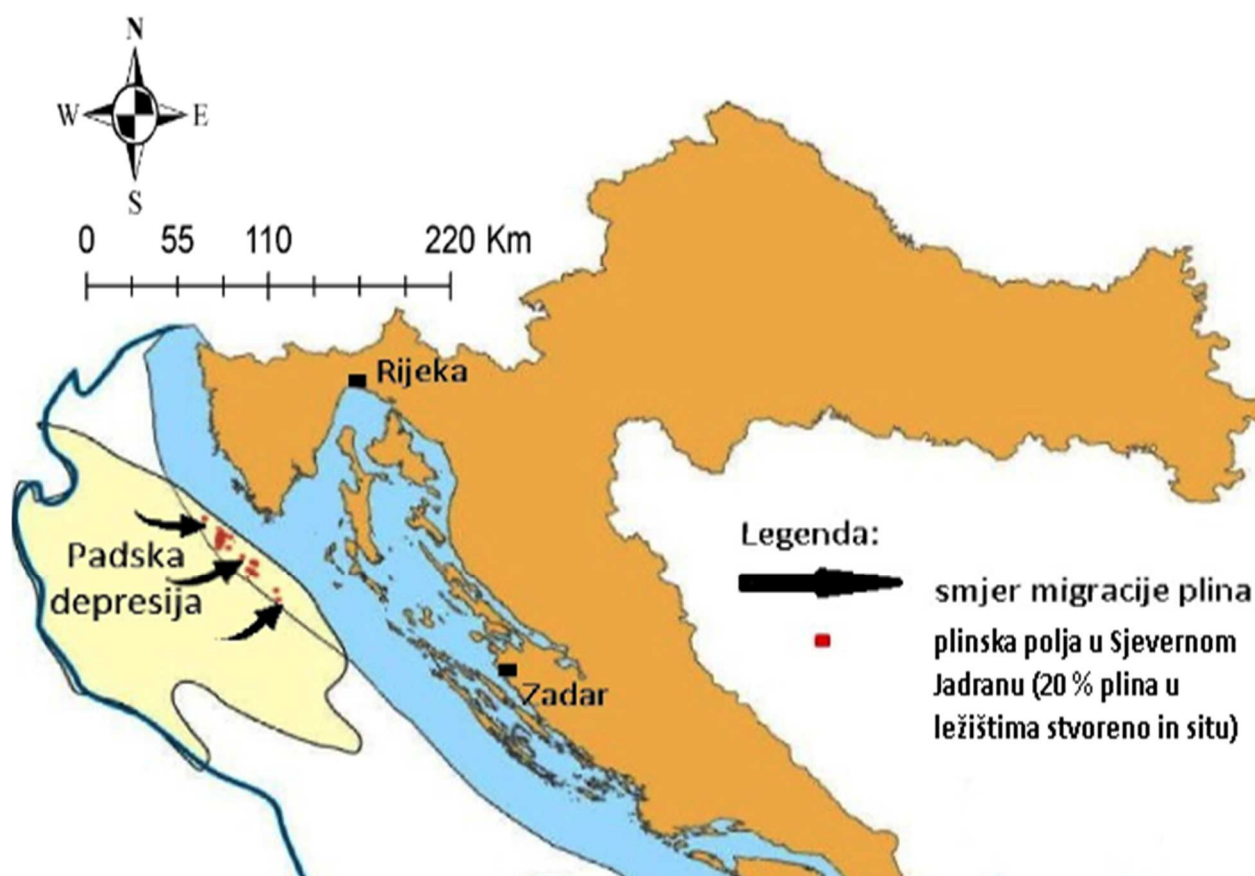 N
W E
S
0 55 110 220 Km
Rijeka
Padska
depresija
Zadar
Legenda:
smjer migracije plina
plinska polja u Sjevernom
Jadranu (20 % plina u
ležištima stvoreno in situ)